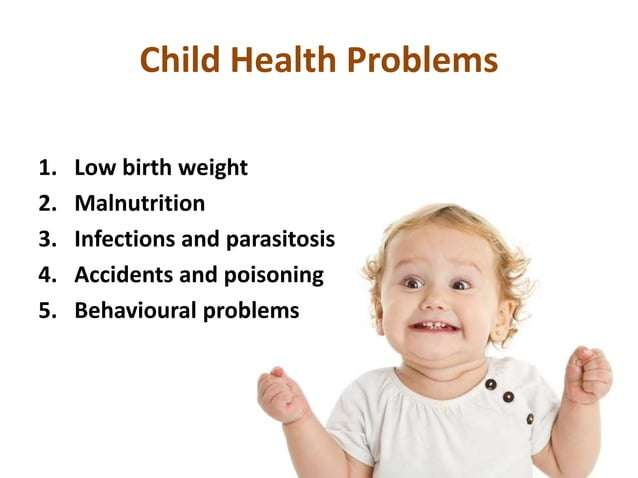 Child Health Problems
1. Low birth weight
2. Malnutrition
3. Infections and parasitosis
4. Accidents and poisoning
5. Behavioural problems